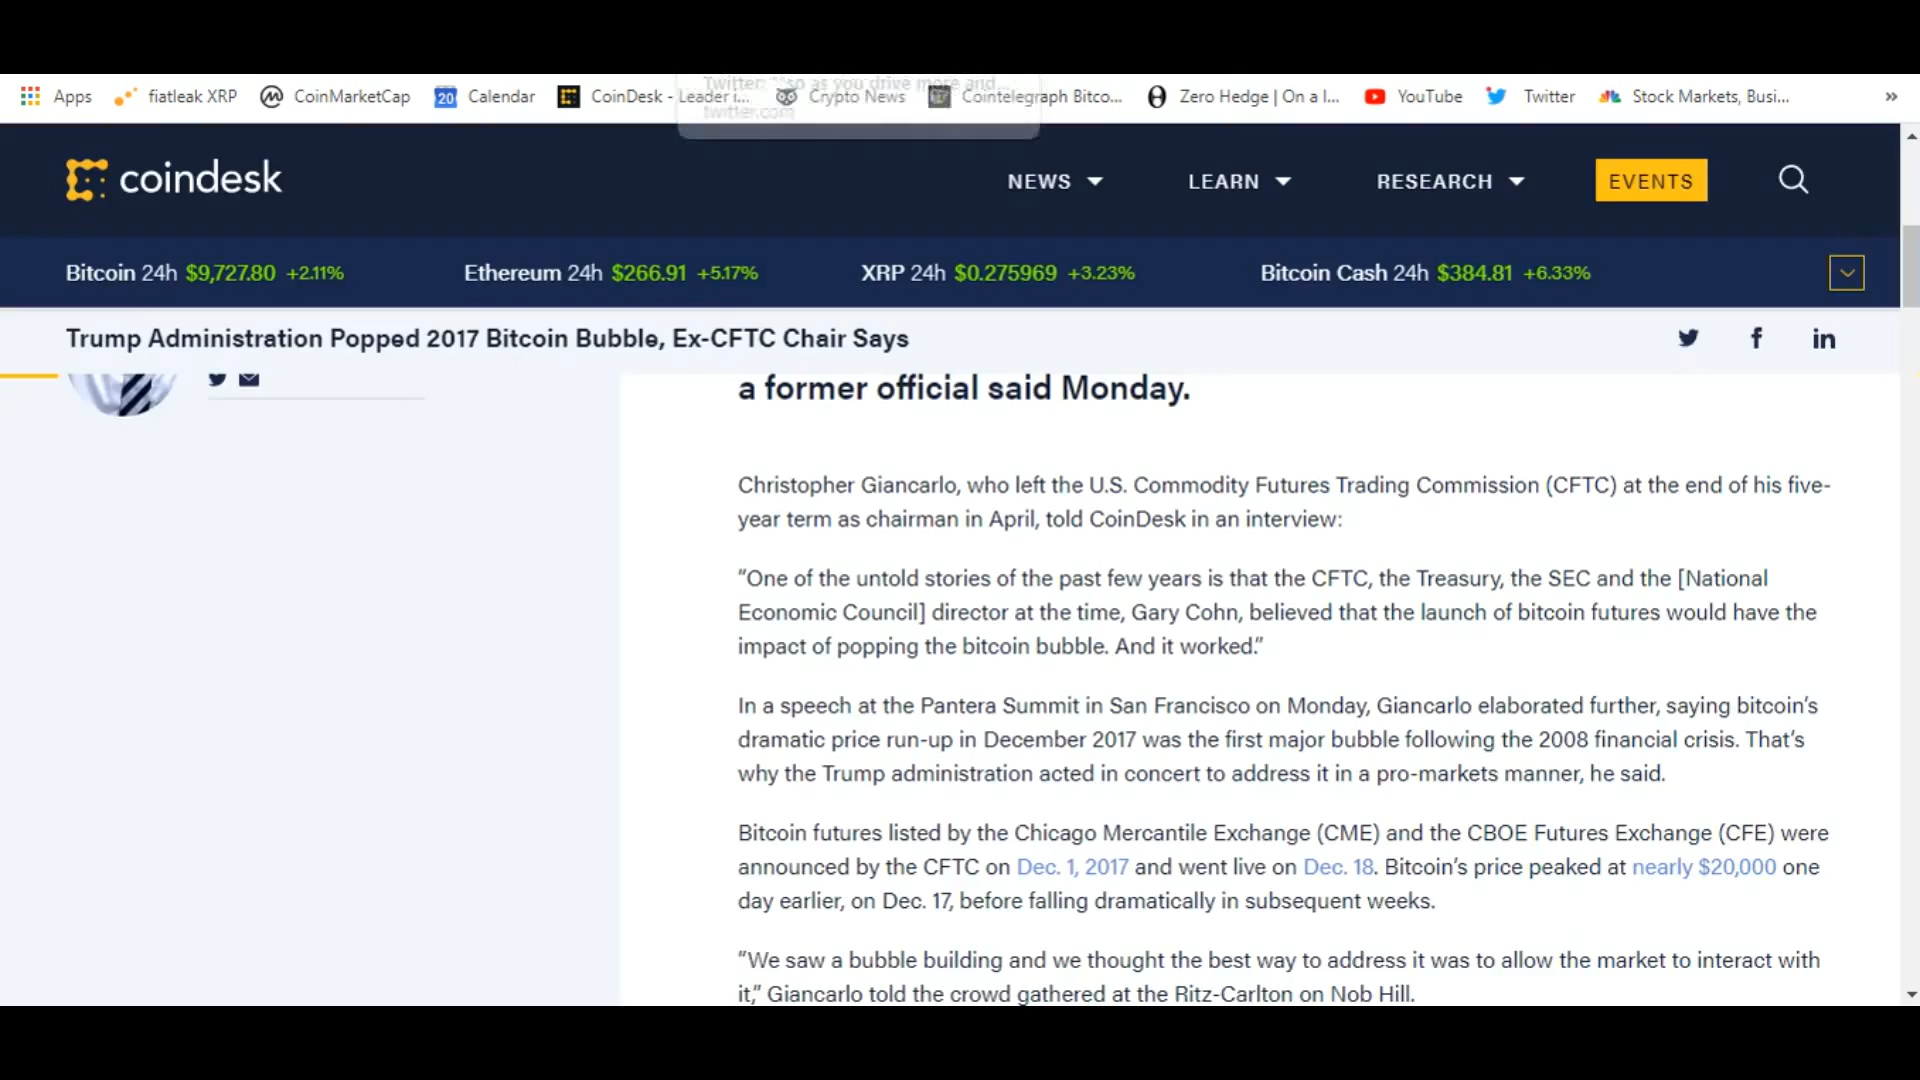 Twitter: "so as you drive more and...
twitter.com
Apps fiatleak XRP CoinMarketCap 20 Calendar CoinDesk - Leader i... Crypto News Cointelegraph Bitco... Zero Hedge | On a l... YouTube Twitter Stock Markets, Busi... »
coindesk NEWS LEARN RESEARCH EVENTS
Bitcoin 24h $9,727.80 +2.11% Ethereum 24h $266.91 +5.17% XRP 24h $0.275969 +3.23% Bitcoin Cash 24h $384.81 +6.33%
Trump Administration Popped 2017 Bitcoin Bubble, Ex-CFTC Chair Says
a former official said Monday.
Christopher Giancarlo, who left the U.S. Commodity Futures Trading Commission (CFTC) at the end of his five-
year term as chairman in April, told CoinDesk in an interview:
“One of the untold stories of the past few years is that the CFTC, the Treasury, the SEC and the [National
Economic Council] director at the time, Gary Cohn, believed that the launch of bitcoin futures would have the
impact of popping the bitcoin bubble. And it worked.”
In a speech at the Pantera Summit in San Francisco on Monday, Giancarlo elaborated further, saying bitcoin’s
dramatic price run-up in December 2017 was the first major bubble following the 2008 financial crisis. That’s
why the Trump administration acted in concert to address it in a pro-markets manner, he said.
Bitcoin futures listed by the Chicago Mercantile Exchange (CME) and the CBOE Futures Exchange (CFE) were
announced by the CFTC on Dec. 1, 2017 and went live on Dec. 18. Bitcoin’s price peaked at nearly $20,000 one
day earlier, on Dec. 17, before falling dramatically in subsequent weeks.
“We saw a bubble building and we thought the best way to address it was to allow the market to interact with
it,” Giancarlo told the crowd gathered at the Ritz-Carlton on Nob Hill.